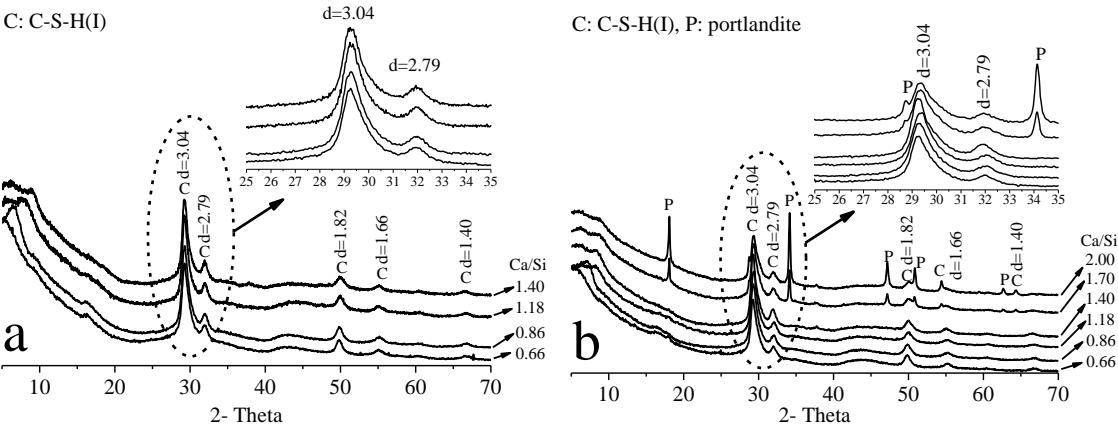 C: C-S-H(I)
d=3.04
d=2.79
25 26 27 28 29 30 31 32 33 34 35
C d=3.04
C d=2.79
C d=1.82
C d=1.66
C d=1.40
Ca/Si
1.40
1.18
0.86
0.66
a
10 20 30 40 50 60 70
2- Theta
C: C-S-H(I), P: portlandite
P
d=3.04
d=2.79
P
25 26 27 28 29 30 31 32 33 34 35
P
C d=3.04
C d=2.79
P
P
C d=1.82
P
C d=1.66
P
C d=1.40
Ca/Si
2.00
1.70
1.40
1.18
0.86
0.66
b
10 20 30 40 50 60 70
2- Theta